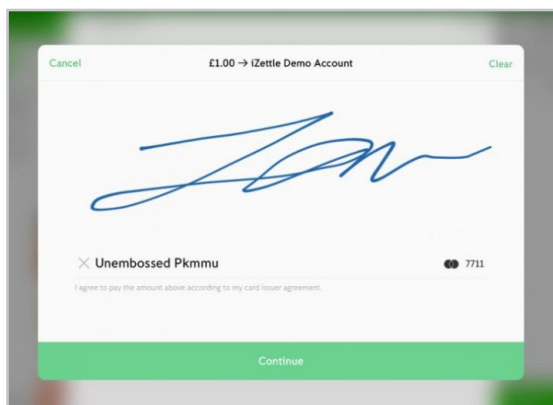 Cancel £1.00 → iZettle Demo Account Clear
Unembossed Pkmmu 7711
I agree to pay the amount above according to my card issuer agreement.
Continue